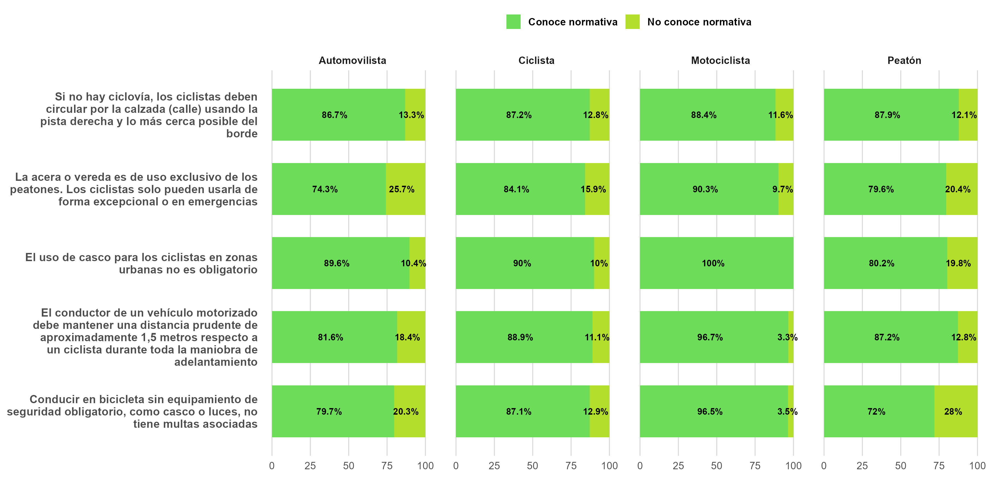 Conoce normativa No conoce normativa
Automovilista Ciclista Motociclista Peatón
Si no hay ciclovía, los ciclistas deben
circular por la calzada (calle) usando la
pista derecha y lo más cerca posible del
borde
86.7% 13.3% 87.2% 12.8% 88.4% 11.6% 87.9% 12.1%
La acera o vereda es de uso exclusivo de los
peatones. Los ciclistas solo pueden usarla de
forma excepcional o en emergencias
74.3% 25.7% 84.1% 15.9% 90.3% 9.7% 79.6% 20.4%
El uso de casco para los ciclistas en zonas
urbanas no es obligatorio
89.6% 10.4% 90% 10% 100% 80.2% 19.8%
El conductor de un vehículo motorizado
debe mantener una distancia prudente de
aproximadamente 1,5 metros respecto a
un ciclista durante toda la maniobra de
adelantamiento
81.6% 18.4% 88.9% 11.1% 96.7% 3.3% 87.2% 12.8%
Conducir en bicicleta sin equipamiento de
seguridad obligatorio, como casco o luces, no
tiene multas asociadas
79.7% 20.3% 87.1% 12.9% 96.5% 3.5% 72% 28%
0 25 50 75 100 0 25 50 75 100 0 25 50 75 100 0 25 50 75 100